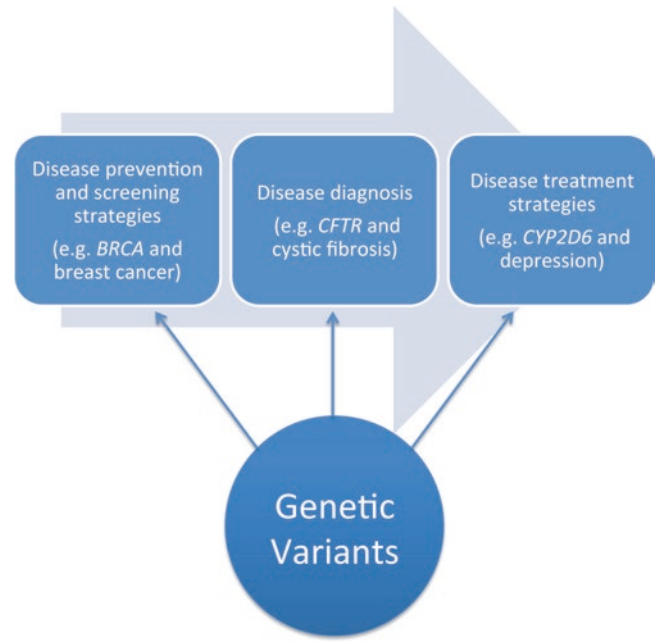 Disease prevention
and screening
strategies
(e.g. BRCA and
breast cancer)
Disease diagnosis
(e.g. CFTR and
cystic fibrosis)
Disease treatment
strategies
(e.g. CYP2D6 and
depression)
Genetic
Variants